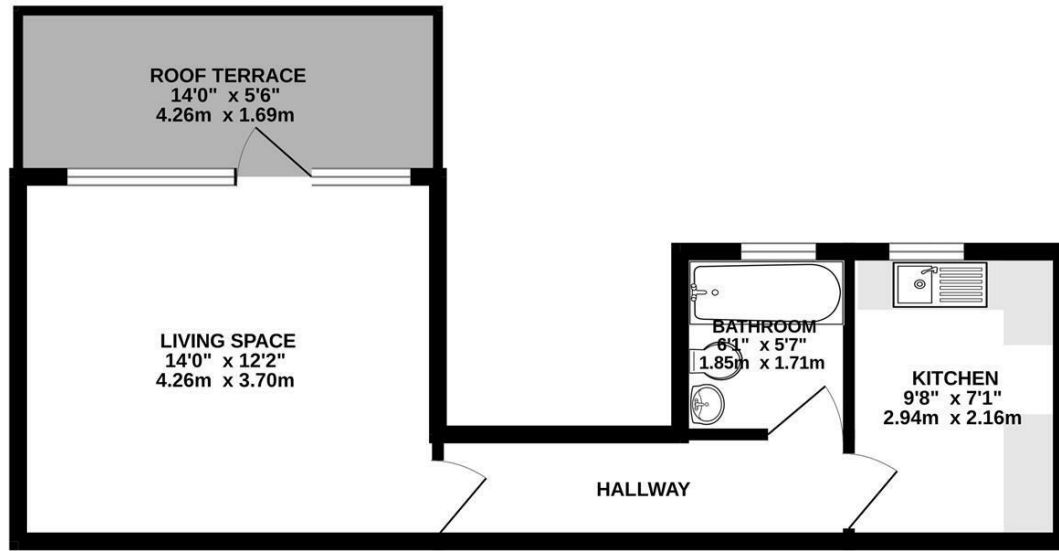 ROOF TERRACE
14'0" x 5'6"
4.26m x 1.69m
LIVING SPACE
14'0" x 12'2"
4.26m x 3.70m
BATHROOM
6'1" x 5'7"
1.85m x 1.71m
KITCHEN
9'8" x 7'1"
2.94m x 2.16m
HALLWAY